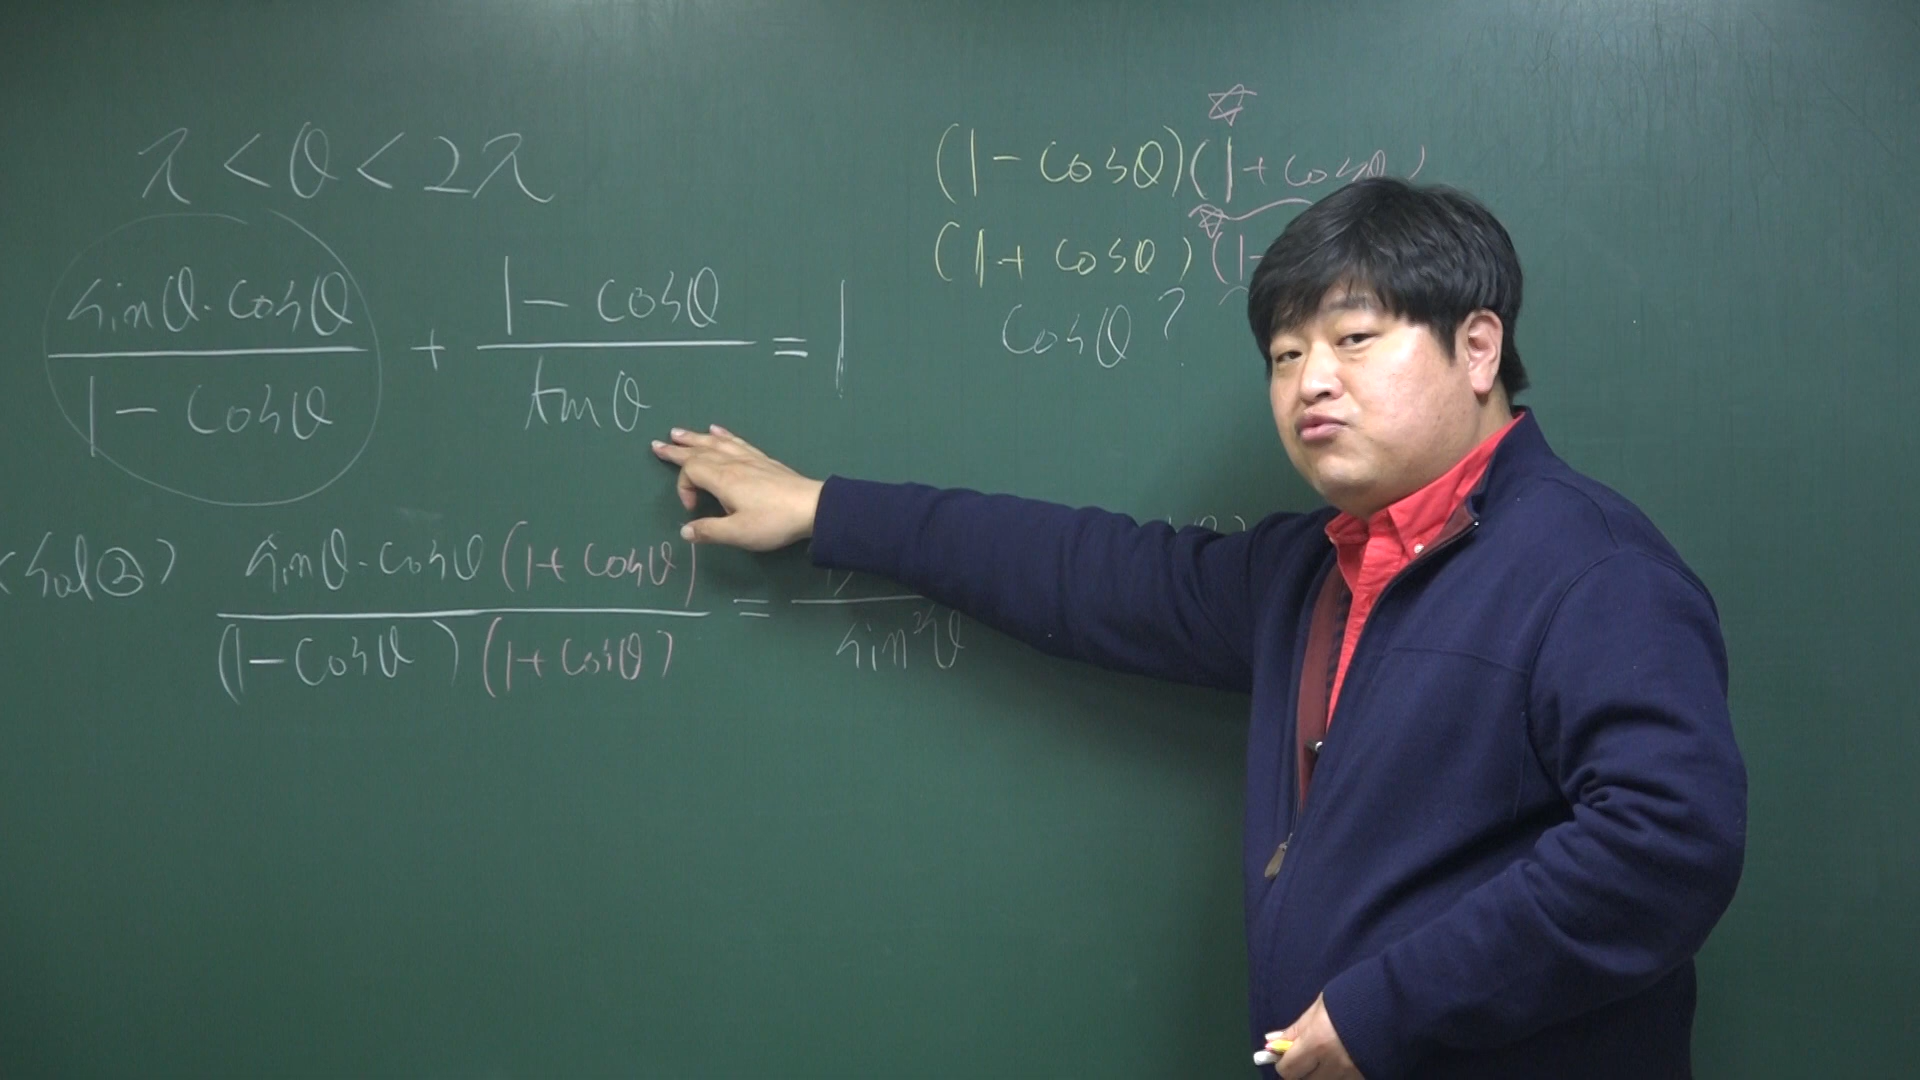 π < θ < 2π
(sinθ·cosθ)/(1 - cosθ) + (1 - cosθ)/(tanθ) = 1
(1 - cosθ)(1 + cosθ)
(1 + cosθ)(1 -
cosθ?
<sol②> (sinθ·cosθ(1 + cosθ))/((1 - cosθ)(1 + cosθ)) =
sin²θ